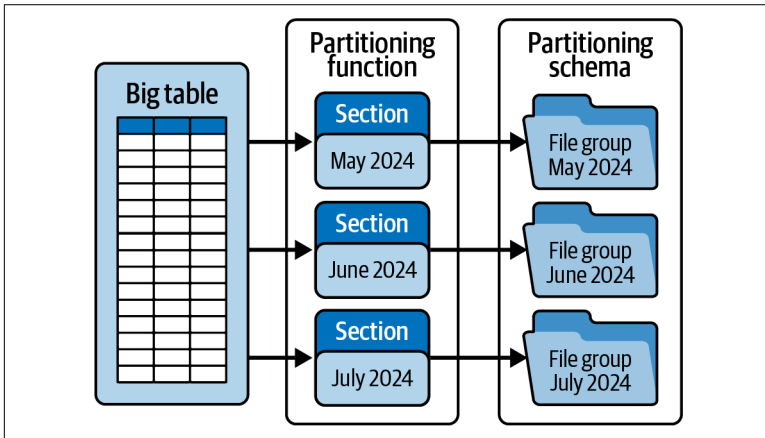 Big table
Partitioning
function
Section
May 2024
Section
June 2024
Section
July 2024
Partitioning
schema
File group
May 2024
File group
June 2024
File group
July 2024